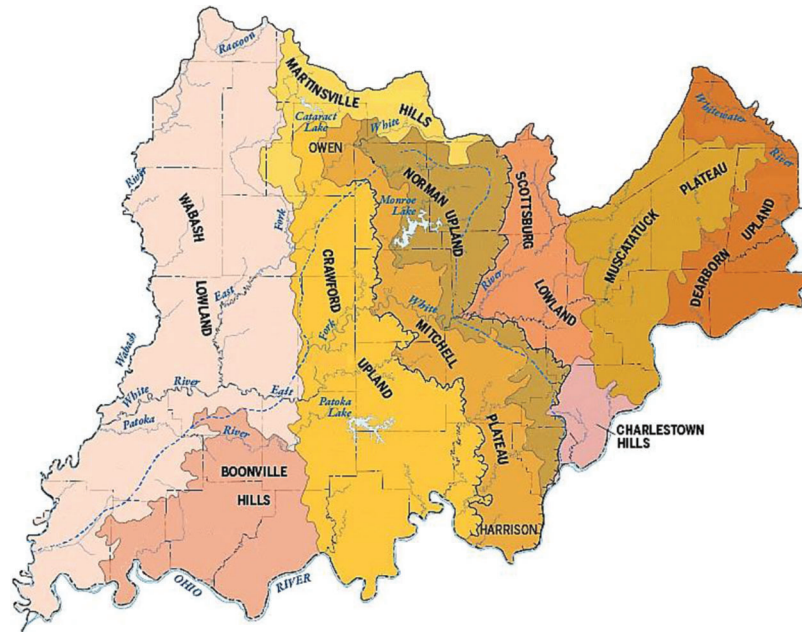 Raccoon
River
MARTINSVILLE
HILLS
Cataract
Lake
White
OWEN
WABASH
LOWLAND
Fork
East
NORMAN
UPLAND
Monroe
Lake
SCOTTSBURG
LOWLAND
River
MUSCATATUCK
PLATEAU
Whitewater
River
DEARBORN
UPLAND
CRAWFORD
UPLAND
Fork
White
MITCHELL
PLATEAU
Wabash
White River East
Patoka
River
Patoka
Lake
BOONVILLE
HILLS
CHARLESTOWN
HILLS
HARRISON
OHIO RIVER